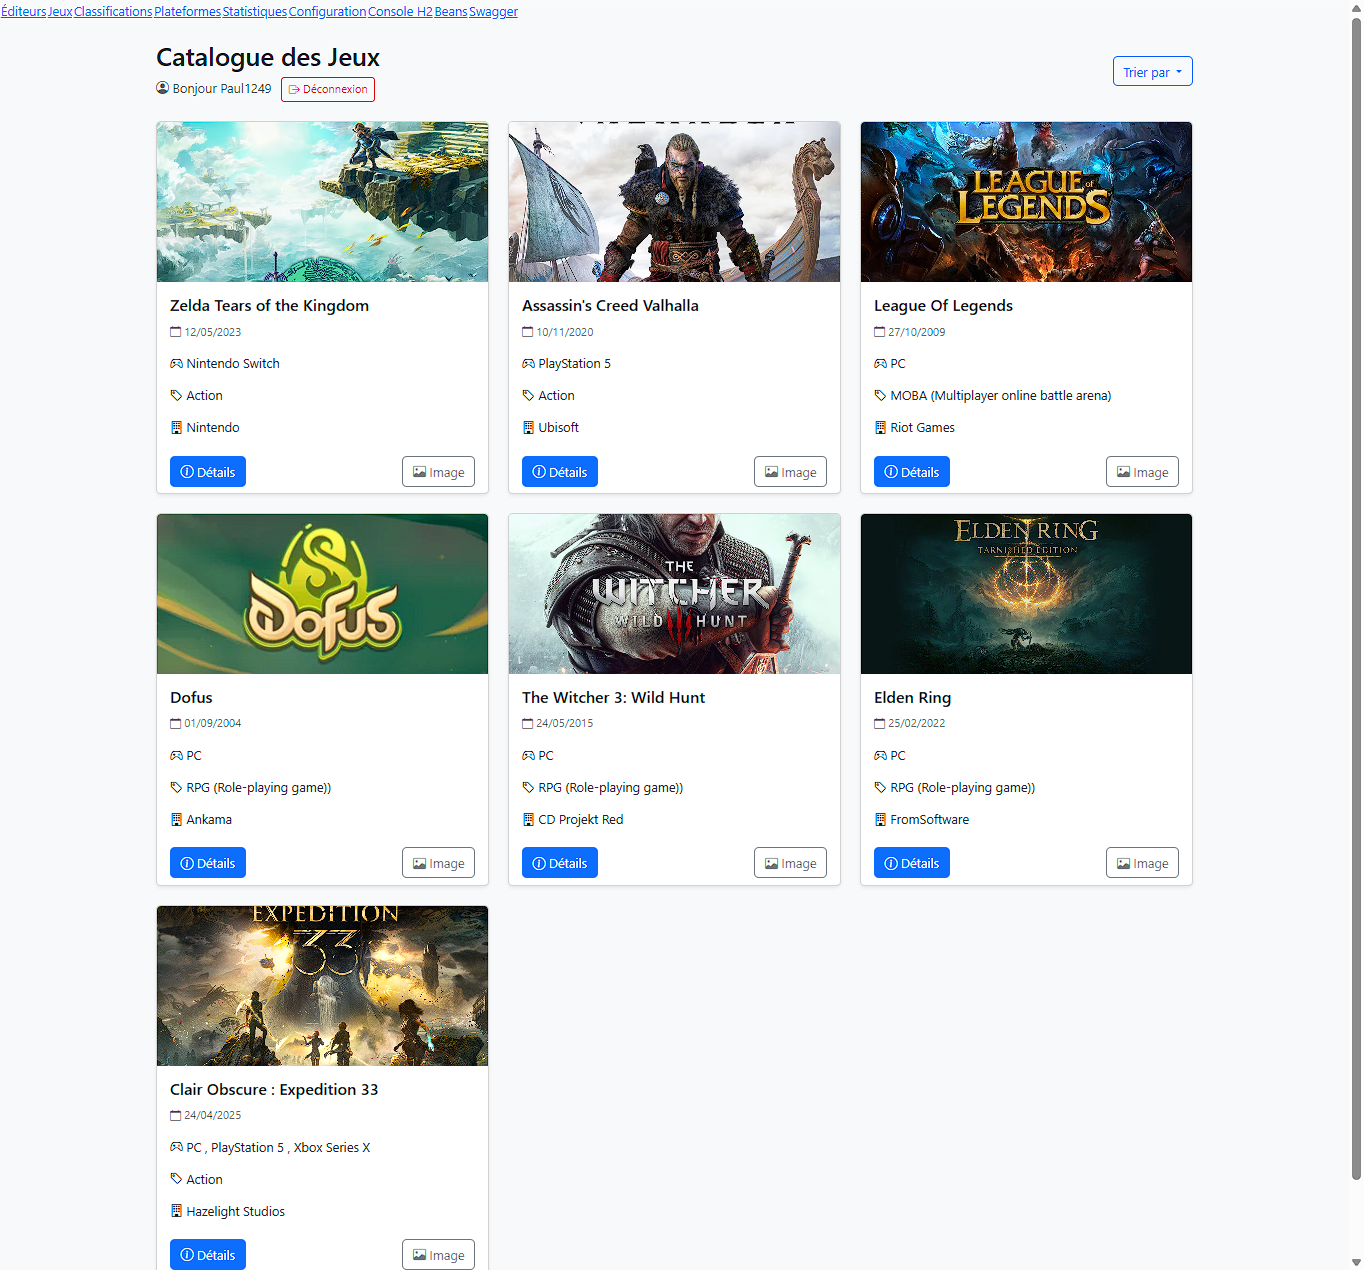 Éditeurs Jeux Classifications Plateformes Statistiques Configuration Console H2 Beans Swagger
Catalogue des Jeux
Bonjour Paul1249 Déconnexion
Trier par
LEAGUE of
LEGENDS
Zelda Tears of the Kingdom
12/05/2023
Nintendo Switch
Action
Nintendo
Détails Image
Assassin's Creed Valhalla
10/11/2020
PlayStation 5
Action
Ubisoft
Détails Image
League Of Legends
27/10/2009
PC
MOBA (Multiplayer online battle arena)
Riot Games
Détails Image
DOFUS
Dofus
01/09/2004
PC
RPG (Role-playing game))
Ankama
Détails Image
THE
WITCHER
WILD HUNT
The Witcher 3: Wild Hunt
24/05/2015
PC
RPG (Role-playing game))
CD Projekt Red
Détails Image
ELDEN RING
TARNISHED EDITION
Elden Ring
25/02/2022
PC
RPG (Role-playing game))
FromSoftware
Détails Image
EXPEDITION
33
Clair Obscure : Expedition 33
24/04/2025
PC , PlayStation 5 , Xbox Series X
Action
Hazelight Studios
Détails Image